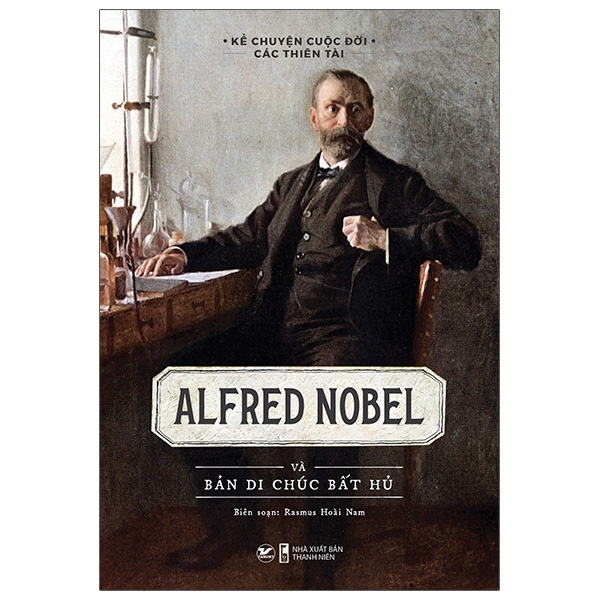 • KỂ CHUYỆN CUỘC ĐỜI •
CÁC THIÊN TÀI
ALFRED NOBEL
VÀ
BẢN DI CHÚC BẤT HỦ
Biên soạn: Rasmus Hoài Nam
NHÀ XUẤT BẢN
THANH NIÊN